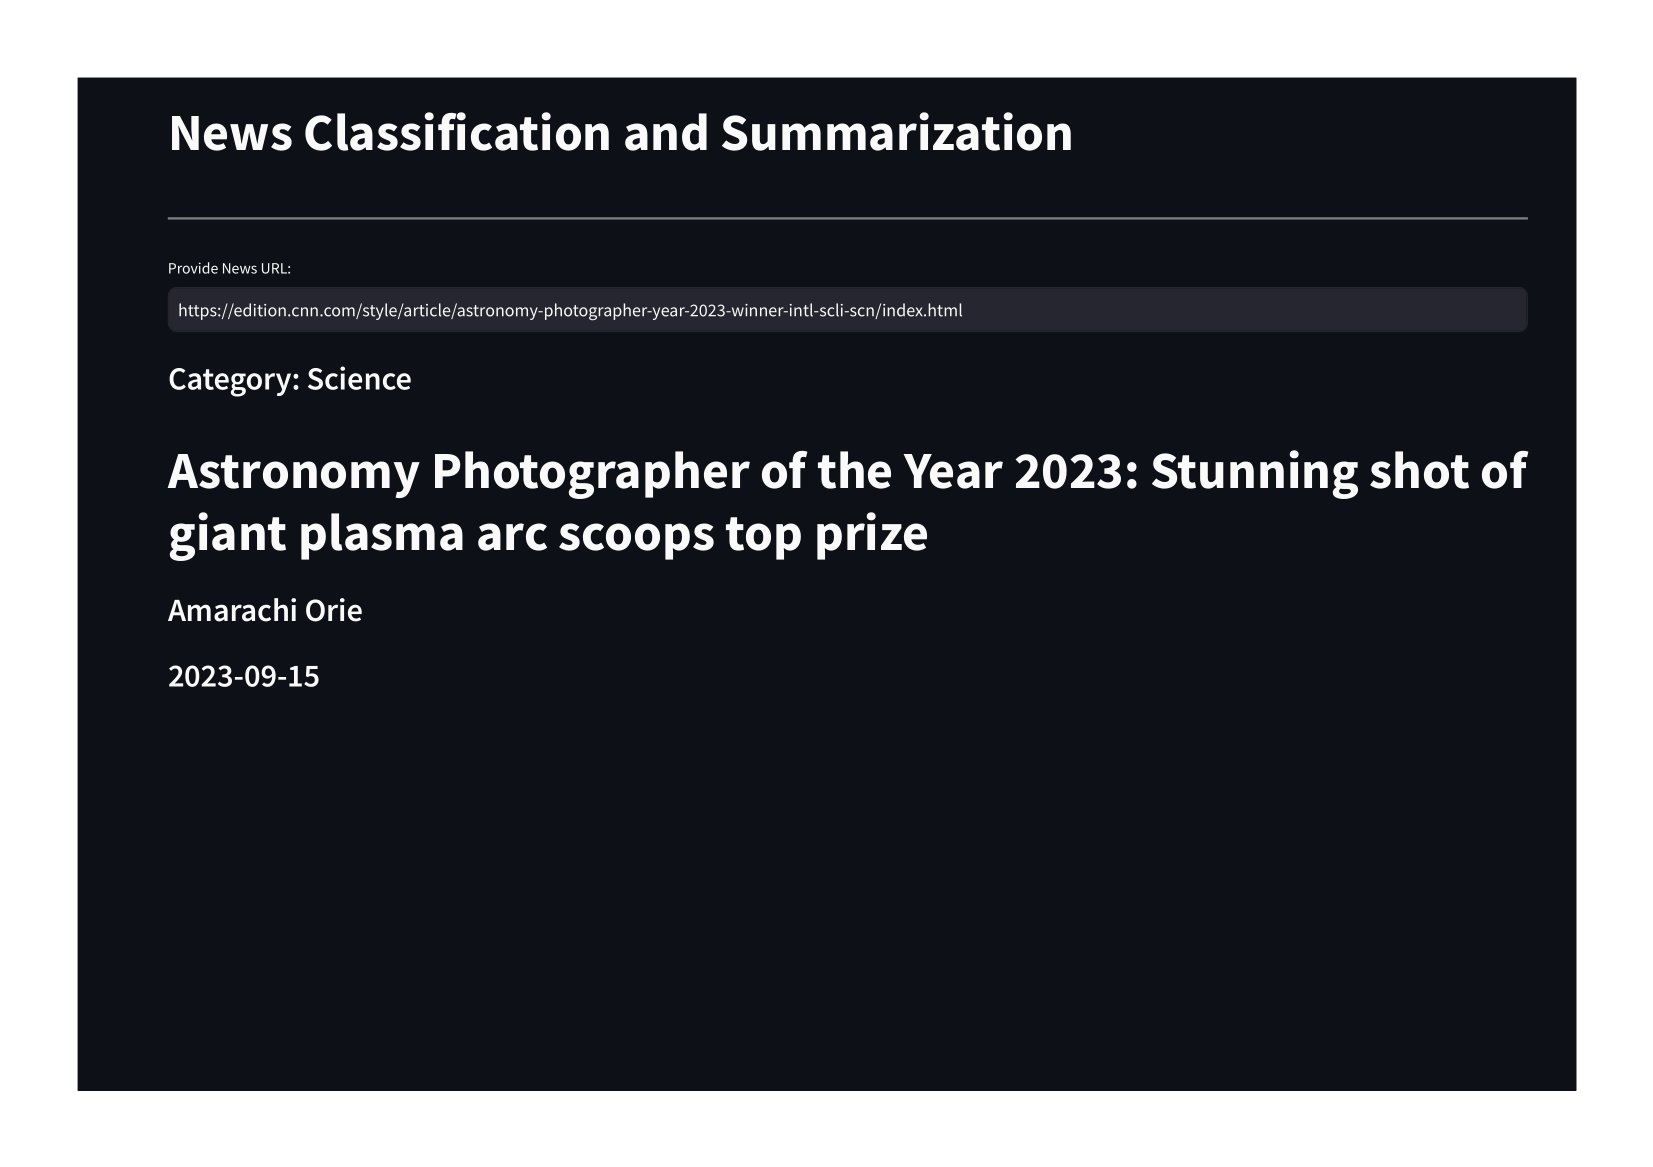 News Classification and Summarization
Provide News URL:
https://edition.cnn.com/style/article/astronomy-photographer-year-2023-winner-intl-scli-scn/index.html
Category: Science
Astronomy Photographer of the Year 2023: Stunning shot of
giant plasma arc scoops top prize
Amarachi Orie
2023-09-15